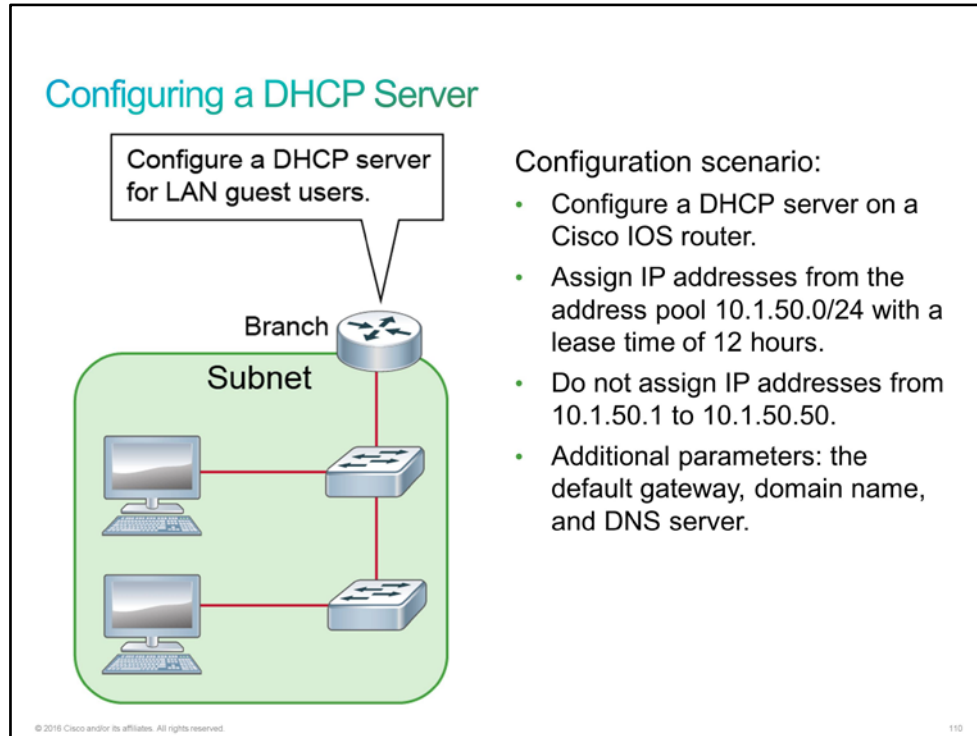 Configuring a DHCP Server
Configure a DHCP server
for LAN guest users.
Branch
Subnet
Configuration scenario:
• Configure a DHCP server on a
Cisco IOS router.
• Assign IP addresses from the
address pool 10.1.50.0/24 with a
lease time of 12 hours.
• Do not assign IP addresses from
10.1.50.1 to 10.1.50.50.
• Additional parameters: the
default gateway, domain name,
and DNS server.
© 2016 Cisco and/or its affiliates. All rights reserved.
110